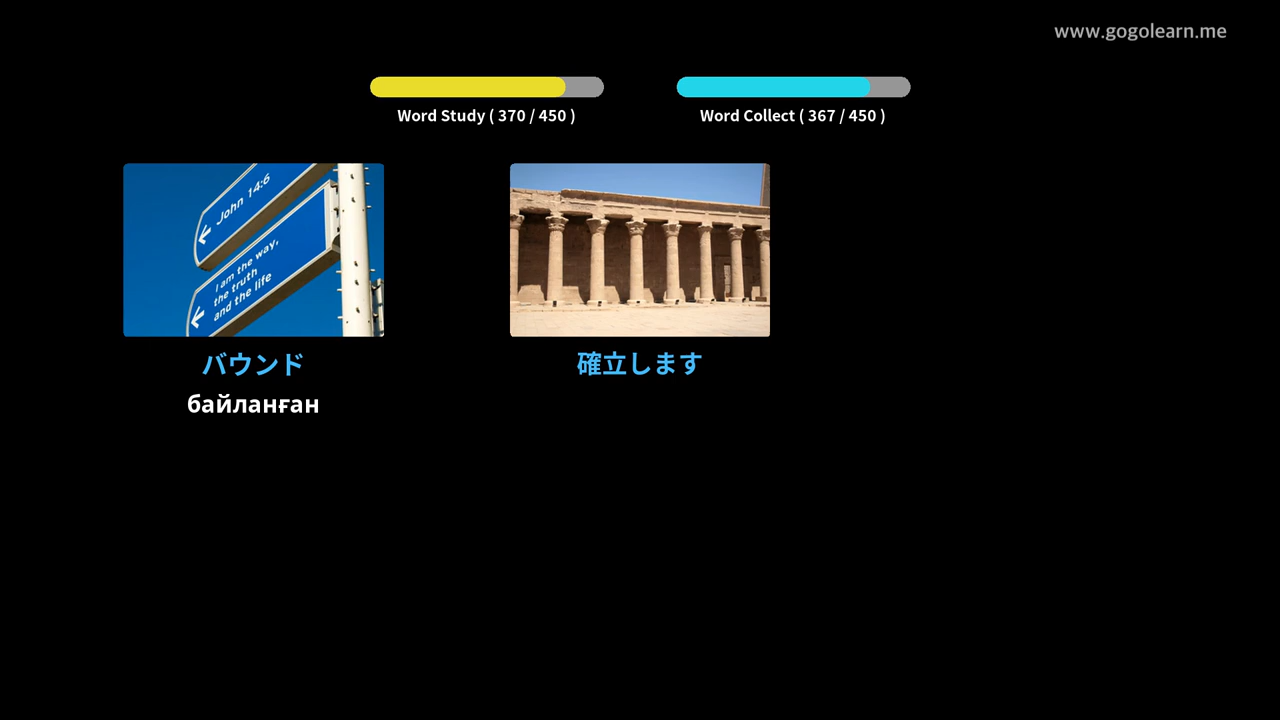 www.gogolearn.me
Word Study ( 370 / 450 )
Word Collect ( 367 / 450 )
John 14:6
I am the way,
the truth
and the life
バウンド
確立します
байланған